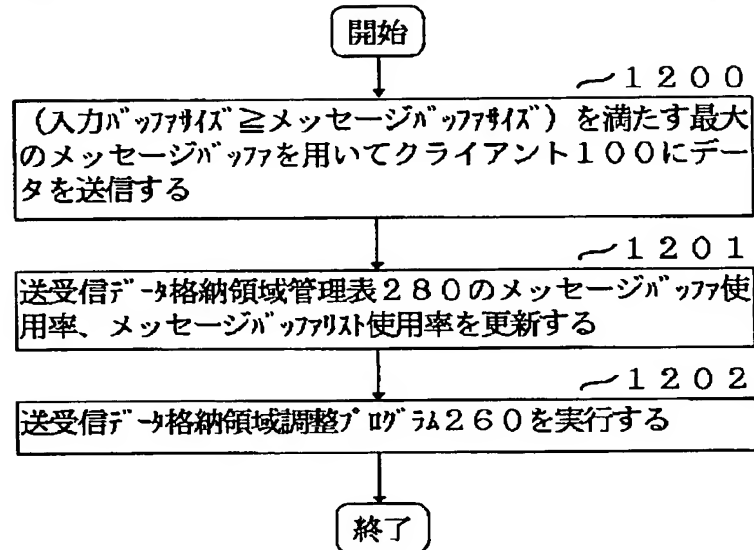 開始
1200
(入力ﾊﾞｯﾌｧｻｲｽﾞ≧メッセージﾊﾞｯﾌｧｻｲｽﾞ)を満たす最大
のメッセージﾊﾞｯﾌｧを用いてクライアント100にデー
タを送信する
1201
送受信ﾃﾞｰﾀ格納領域管理表280のメッセージﾊﾞｯﾌｧ使
用率、メッセージﾊﾞｯﾌｧﾘｽﾄ使用率を更新する
1202
送受信ﾃﾞｰﾀ格納領域調整ﾌﾟﾛｸﾞﾗﾑ260を実行する
終了